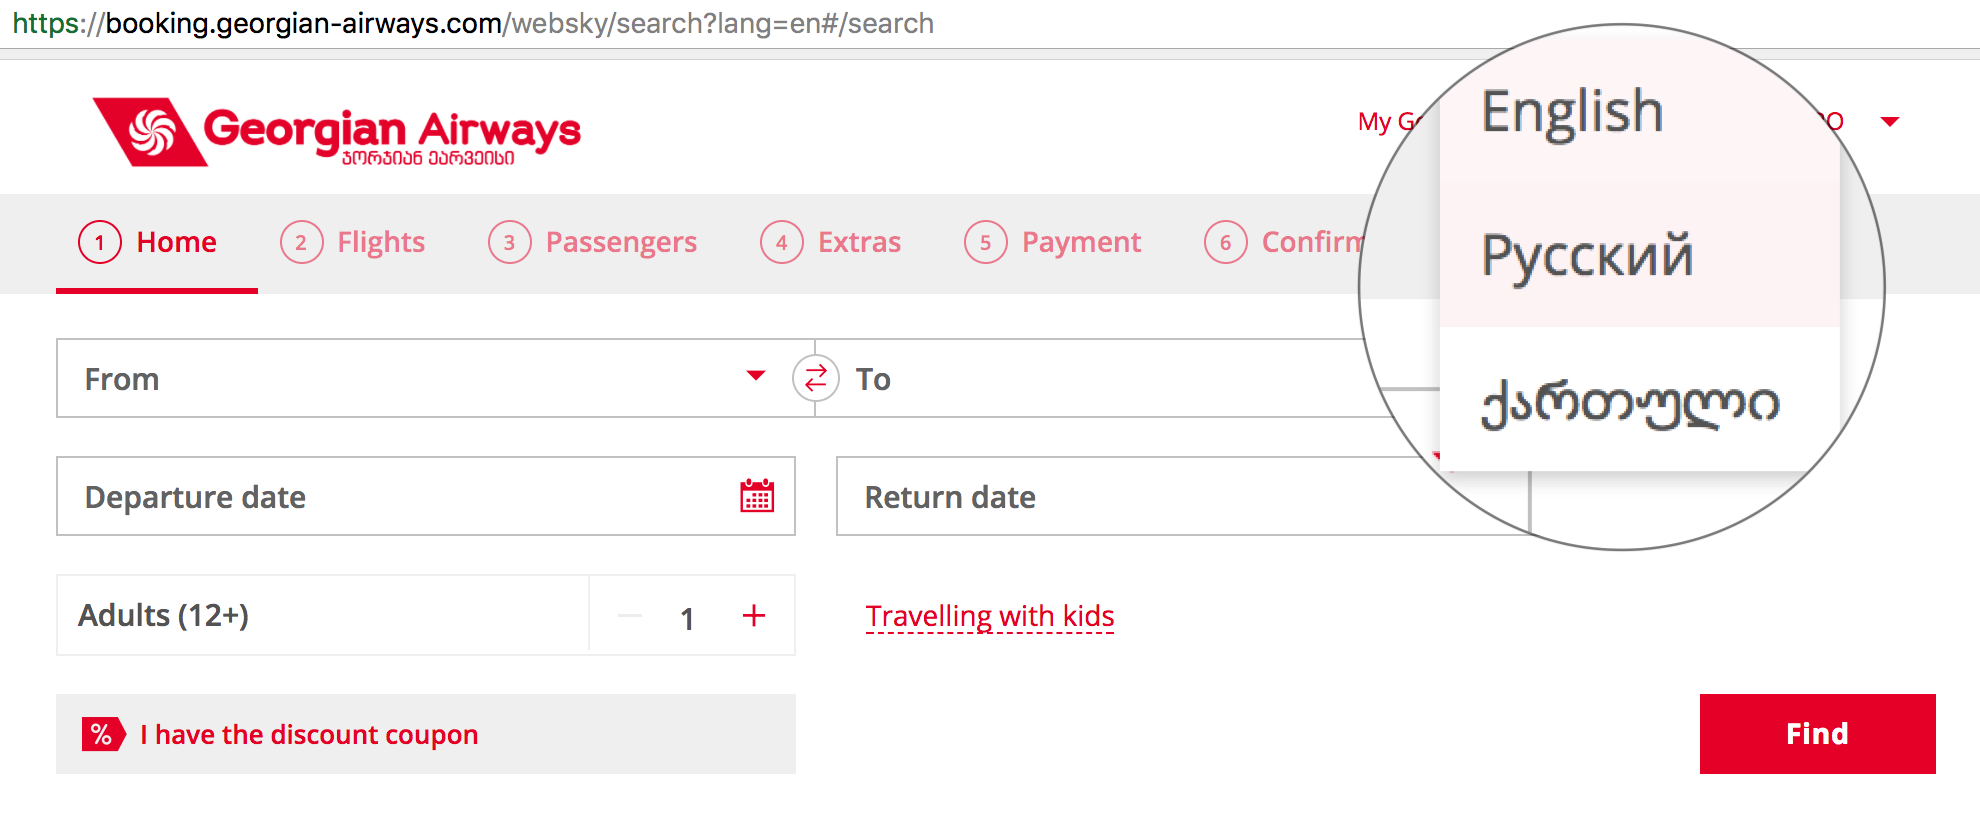 https://booking.georgian-airways.com/websky/search?lang=en#/search
Georgian Airways
ჯორჯიან ეარვეისი
My
English
Русский
ქართული
1 Home 2 Flights 3 Passengers 4 Extras 5 Payment 6 Confirm
From To
Departure date Return date
Adults (12+) 1 + Travelling with kids
% I have the discount coupon
Find